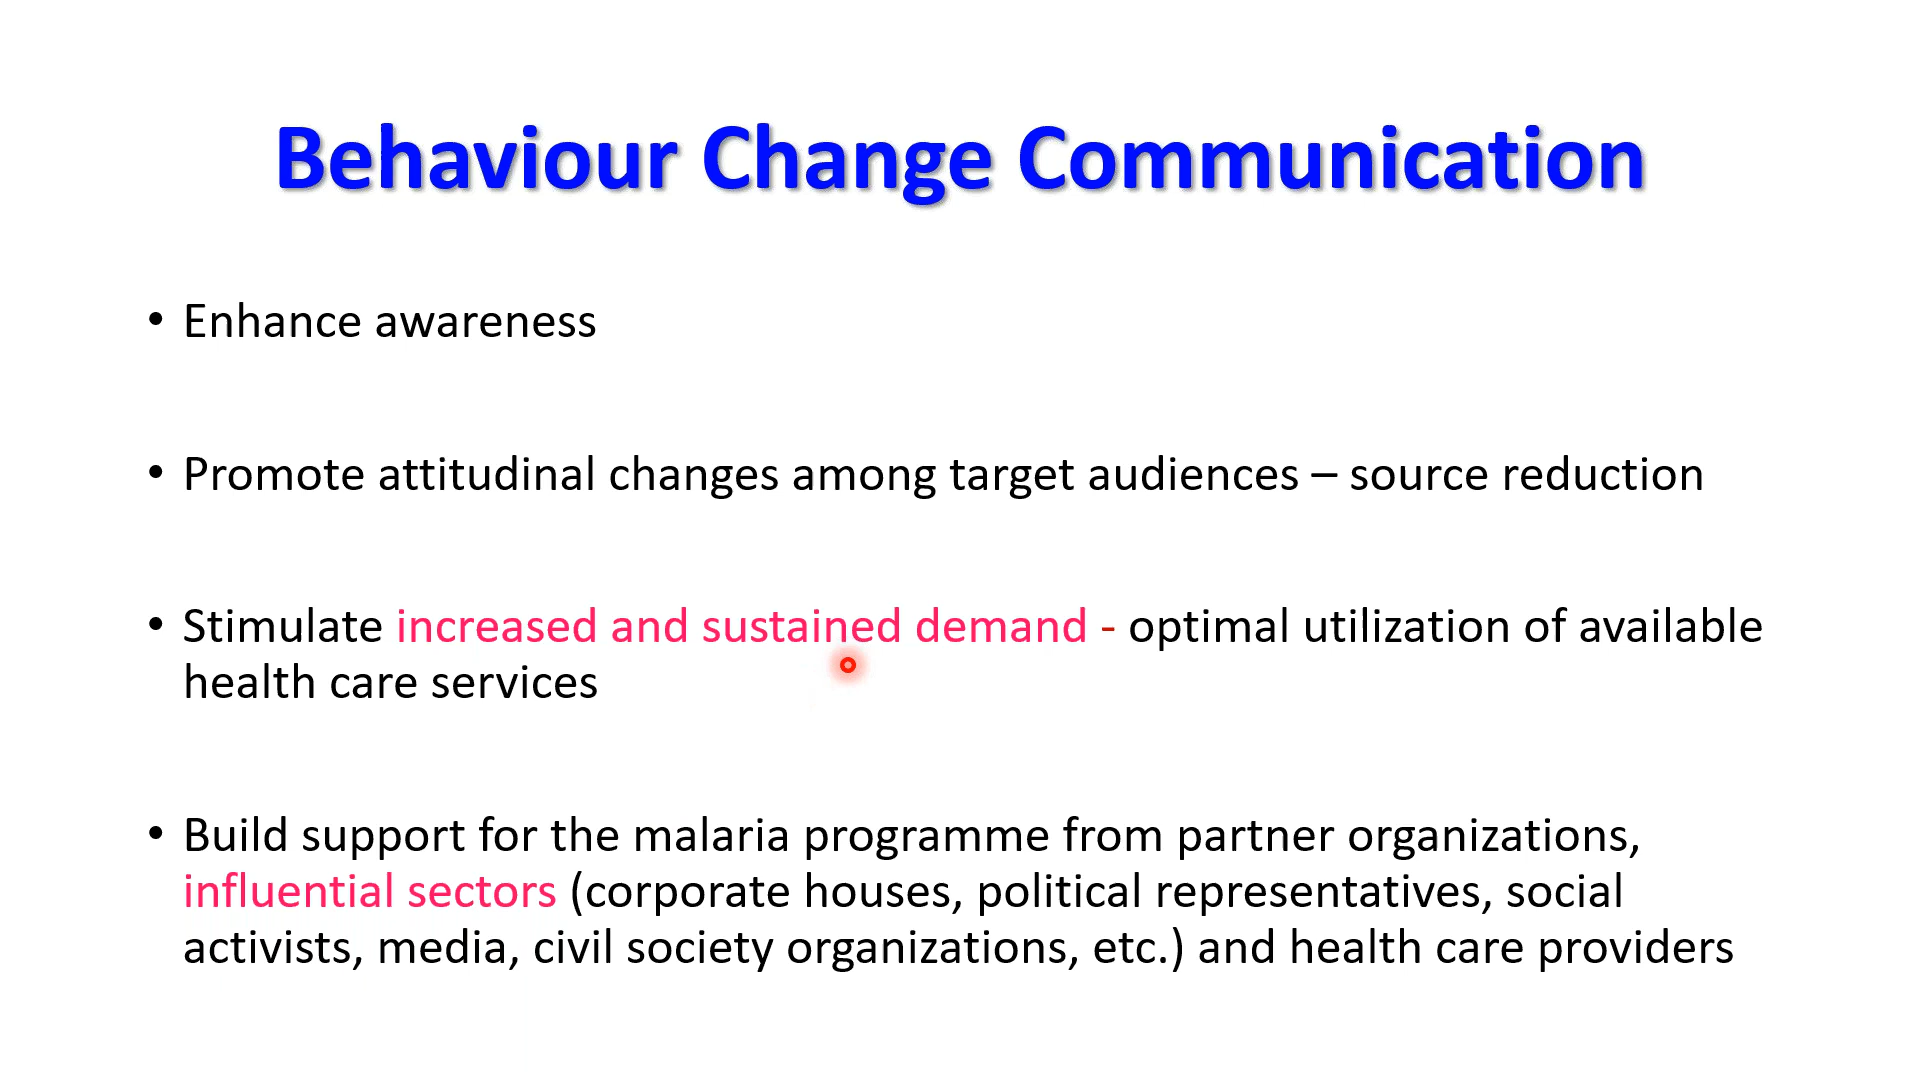 Behaviour Change Communication
• Enhance awareness
• Promote attitudinal changes among target audiences – source reduction
• Stimulate increased and sustained demand - optimal utilization of available
health care services
• Build support for the malaria programme from partner organizations,
influential sectors (corporate houses, political representatives, social
activists, media, civil society organizations, etc.) and health care providers